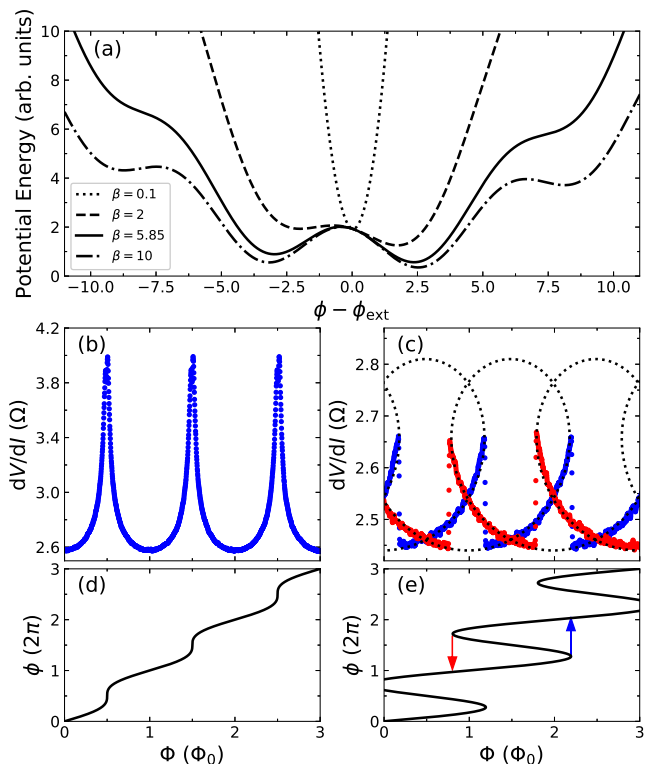 (a)
Potential Energy (arb. units)
10
8
6
4
2
0
β = 0.1
β = 2
β = 5.85
β = 10
−10.0 −7.5 −5.0 −2.5 0.0 2.5 5.0 7.5 10.0
ϕ − ϕext
(b)
dV/dI (Ω)
4.2
3.8
3.4
3.0
2.6
(c)
dV/dI (Ω)
2.8
2.7
2.6
2.5
(d)
ϕ (2π)
3
2
1
0
0 1 2 3
Φ (Φ0)
(e)
ϕ (2π)
3
2
1
0
0 1 2 3
Φ (Φ0)